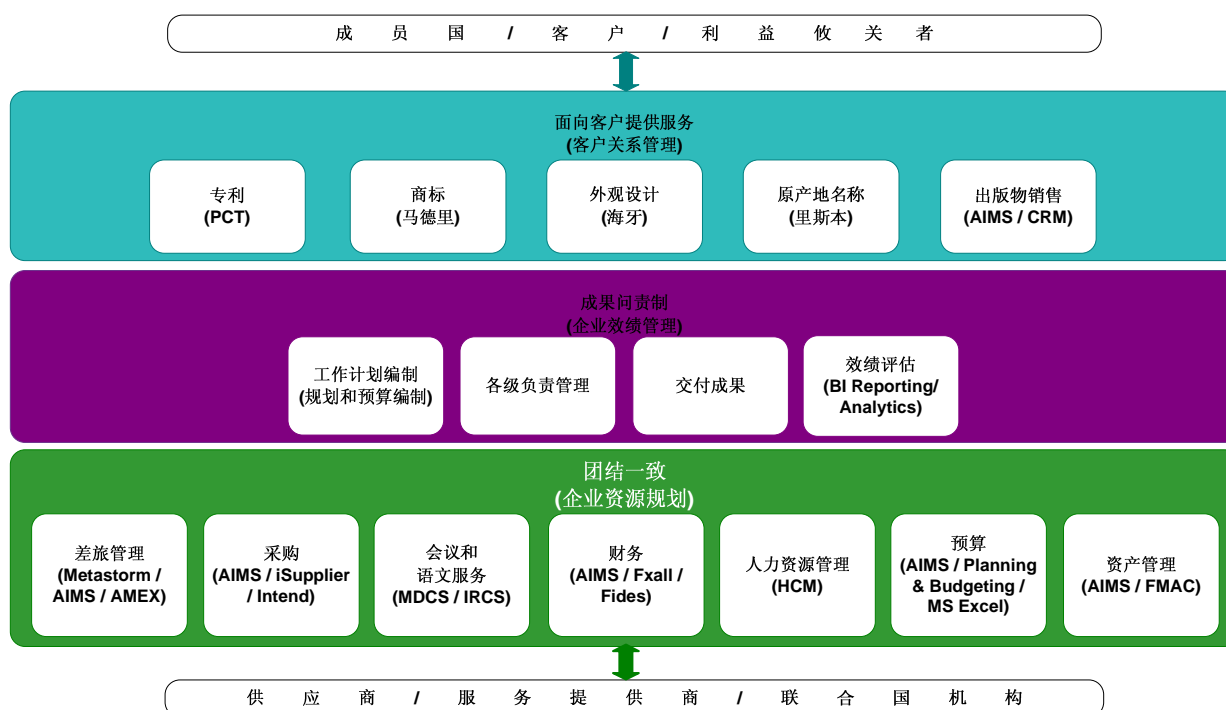 成员国/客户/利益攸关者
面向客户提供服务
(客户关系管理)
专利
(PCT)
商标
(马德里)
外观设计
(海牙)
原产地名称
(里斯本)
出版物销售
(AIMS / CRM)
成果问责制
(企业效绩管理)
工作计划编制
(规划和预算编制)
各级负责管理
交付成果
效绩评估
(BI Reporting/
Analytics)
团结一致
(企业资源规划)
差旅管理
(Metastorm /
AIMS / AMEX)
采购
(AIMS / iSupplier
/ Intend)
会议和
语文服务
(MDCS / IRCS)
财务
(AIMS / Fxall /
Fides)
人力资源管理
(HCM)
预算
(AIMS / Planning
& Budgeting /
MS Excel)
资产管理
(AIMS / FMAC)
供应商/服务提供商/联合国机构